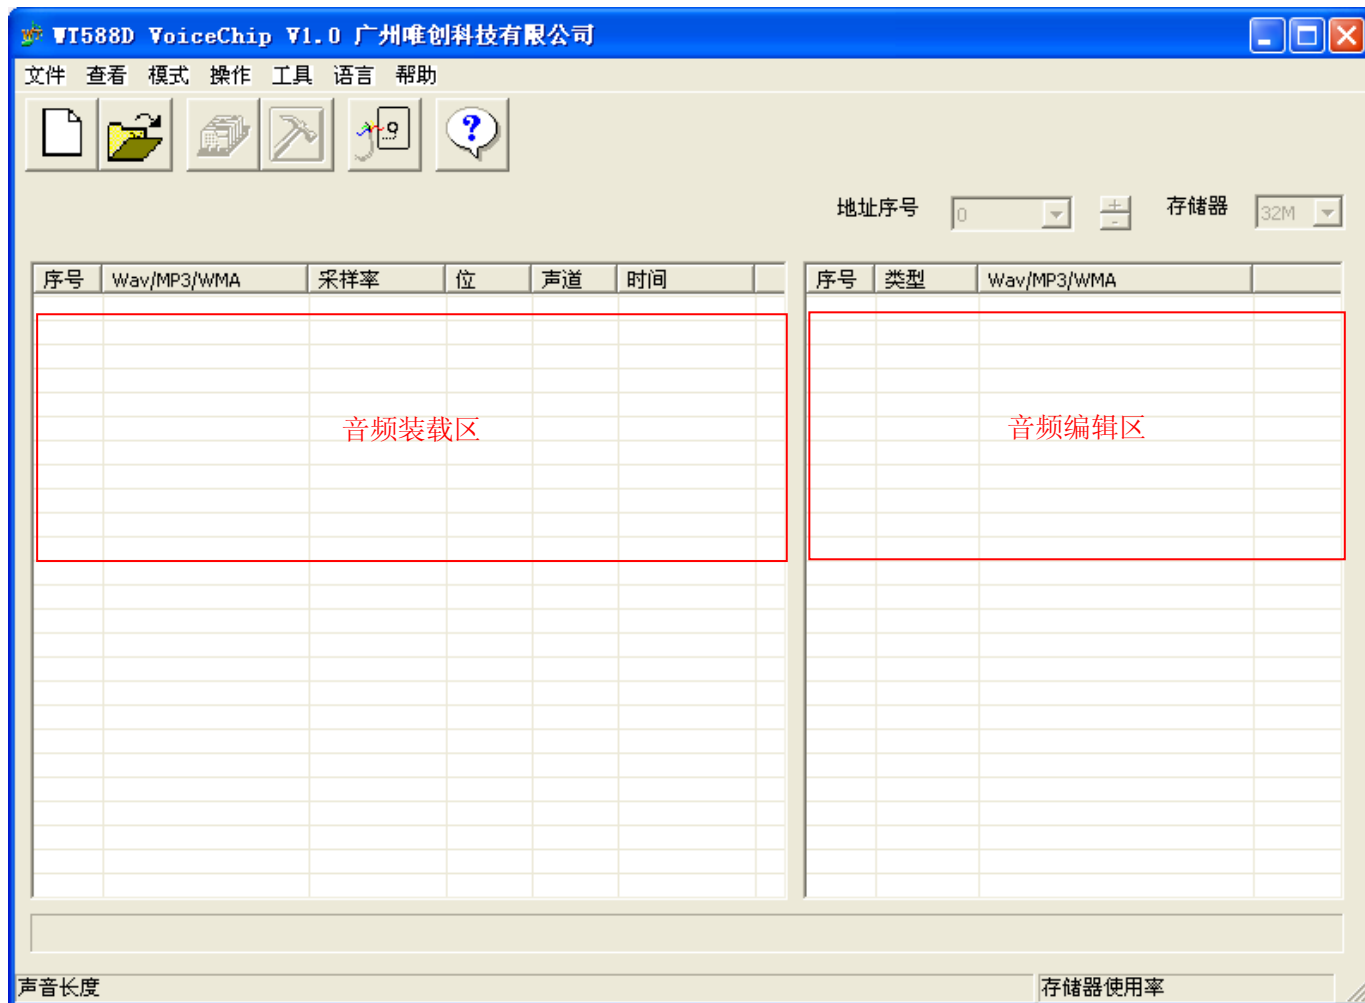 WT588D VoiceChip V1.0 广州唯创科技有限公司
文件 查看 模式 操作 工具 语言 帮助
地址序号 0 + - 存储器 32M
序号 Wav/MP3/WMA 采样率 位 声道 时间
序号 类型 Wav/MP3/WMA
音频装载区
音频编辑区
声音长度
存储器使用率